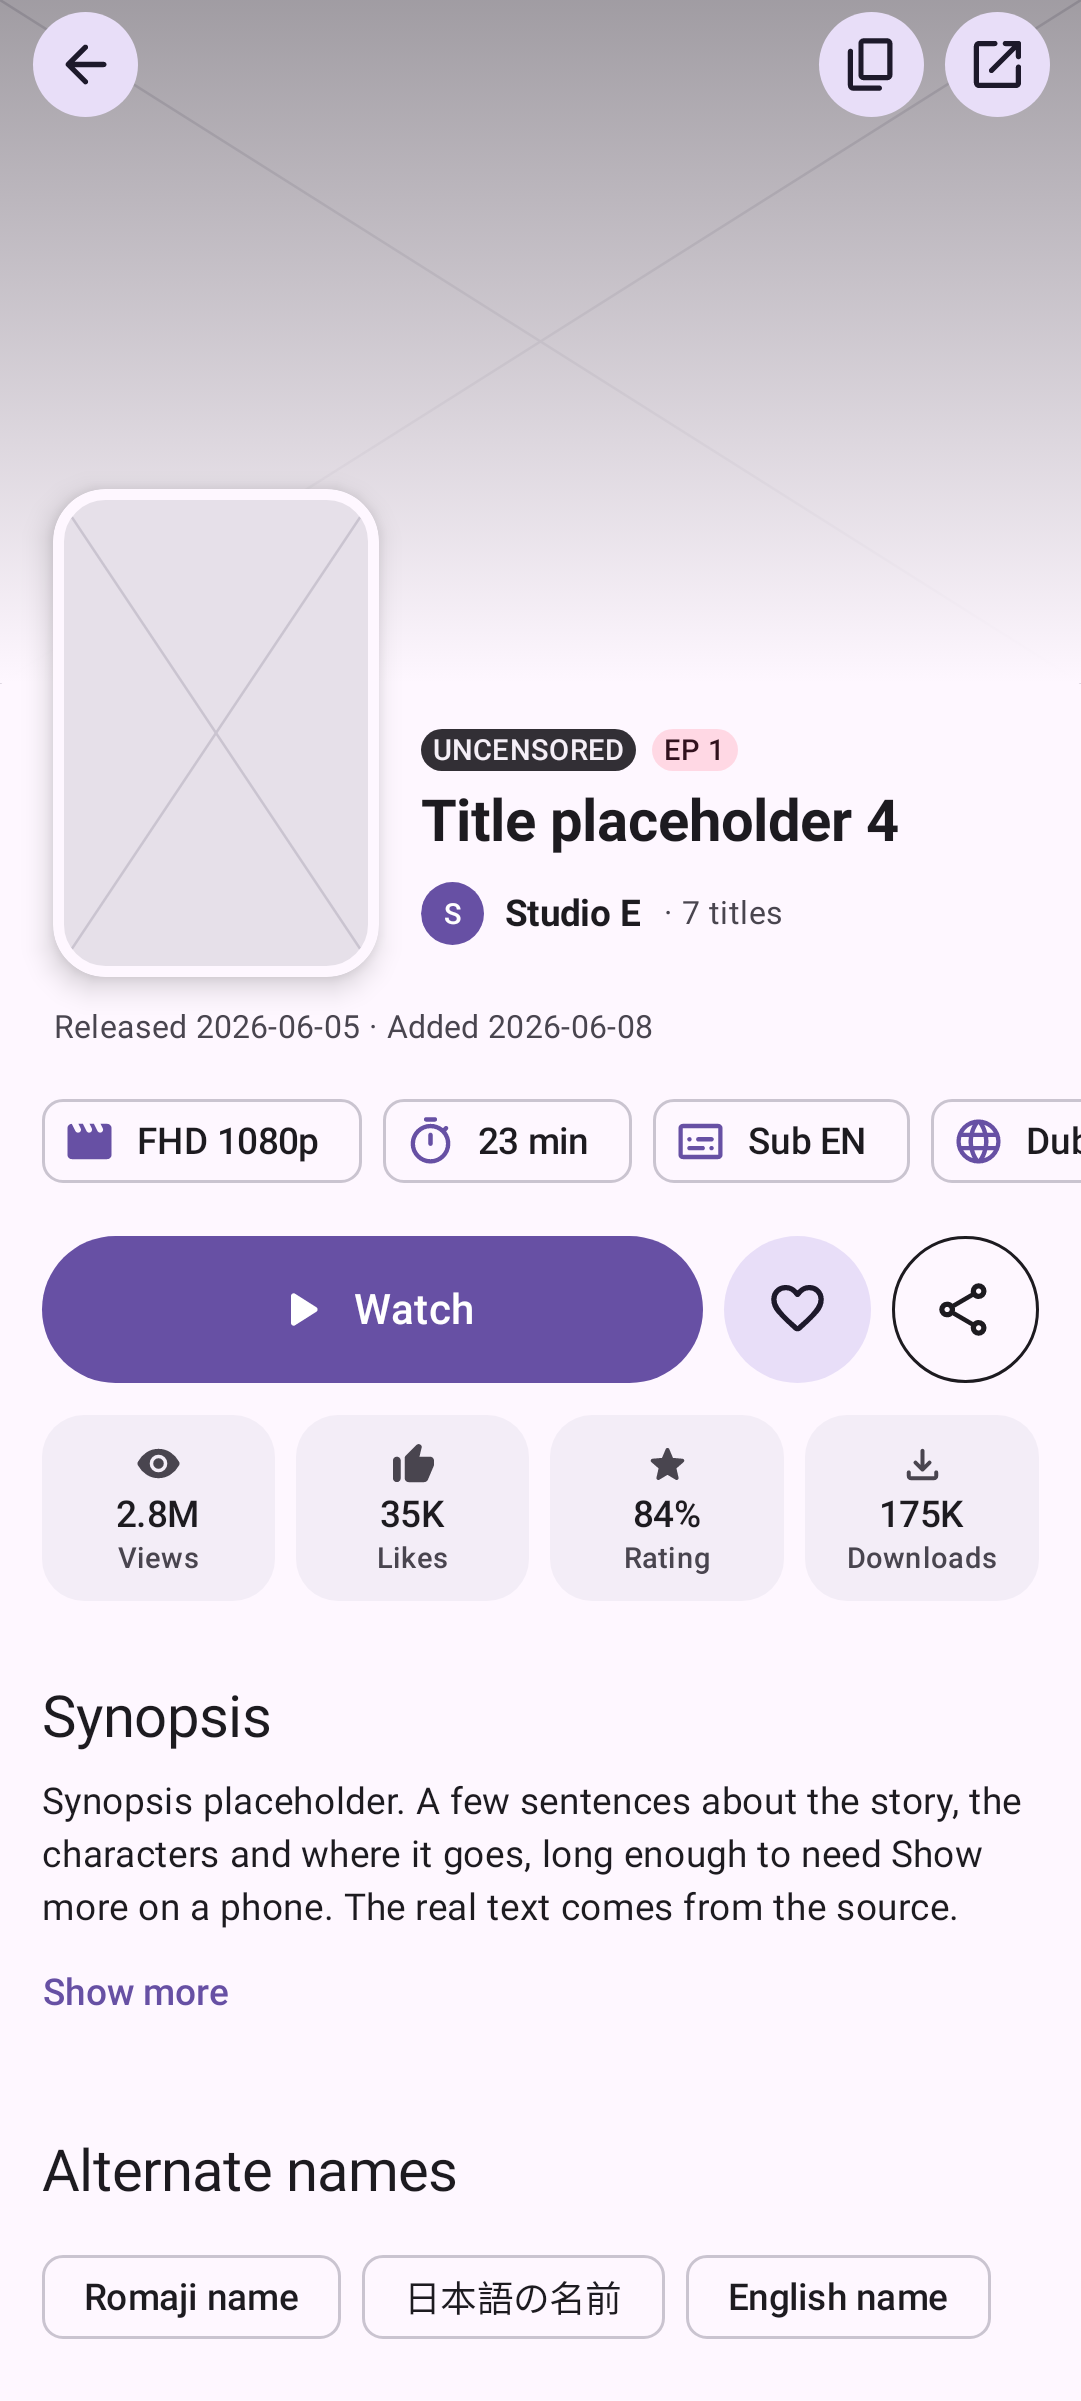 UNCENSORED EP 1
Title placeholder 4
S Studio E · 7 titles
Released 2026-06-05 · Added 2026-06-08
FHD 1080p 23 min Sub EN Dub
Watch
2.8M 35K 84% 175K
Views Likes Rating Downloads
Synopsis
Synopsis placeholder. A few sentences about the story, the
characters and where it goes, long enough to need Show
more on a phone. The real text comes from the source.
Show more
Alternate names
Romaji name 日本語の名前 English name